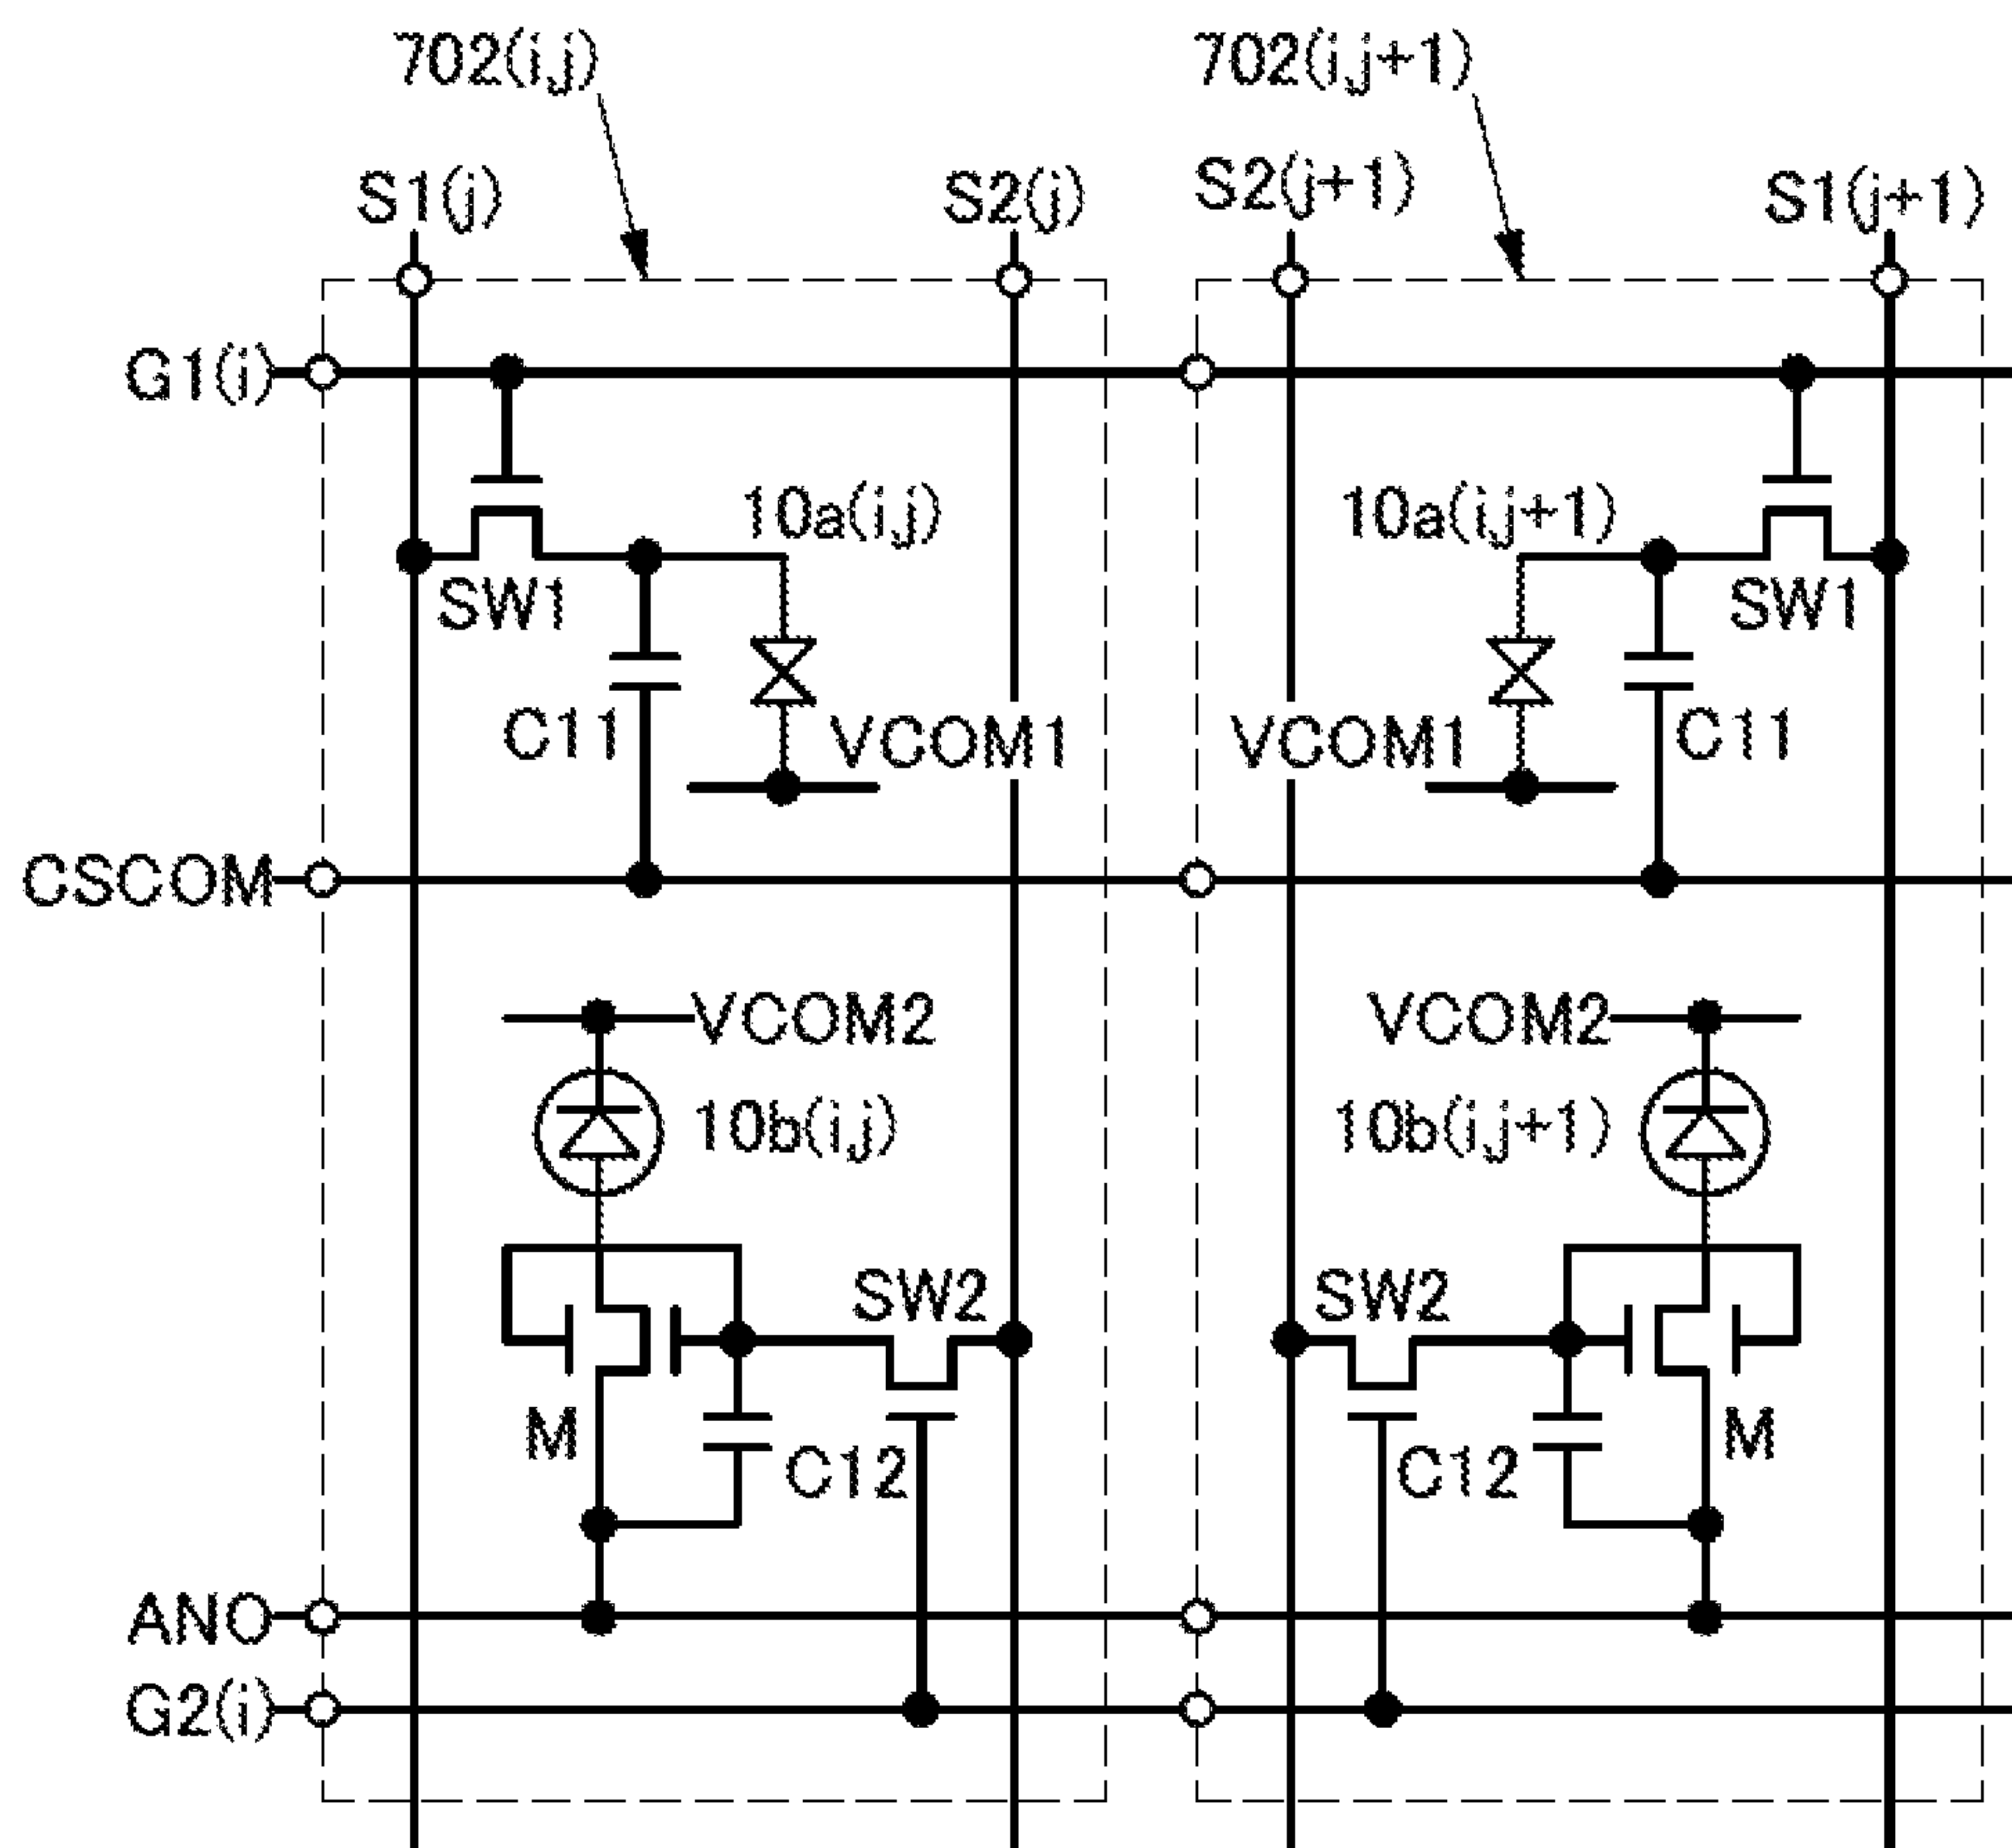 702(i,j) 702(i,j+1)
S1(j) S2(j) S2(j+1) S1(j+1)
G1(i)
10a(i,j) 10a(i,j+1)
SW1 SW1
C11 VCOM1 VCOM1 C11
CSCOM
VCOM2 VCOM2
10b(i,j) 10b(i,j+1)
SW2 SW2
M C12 C12 M
ANO
G2(i)